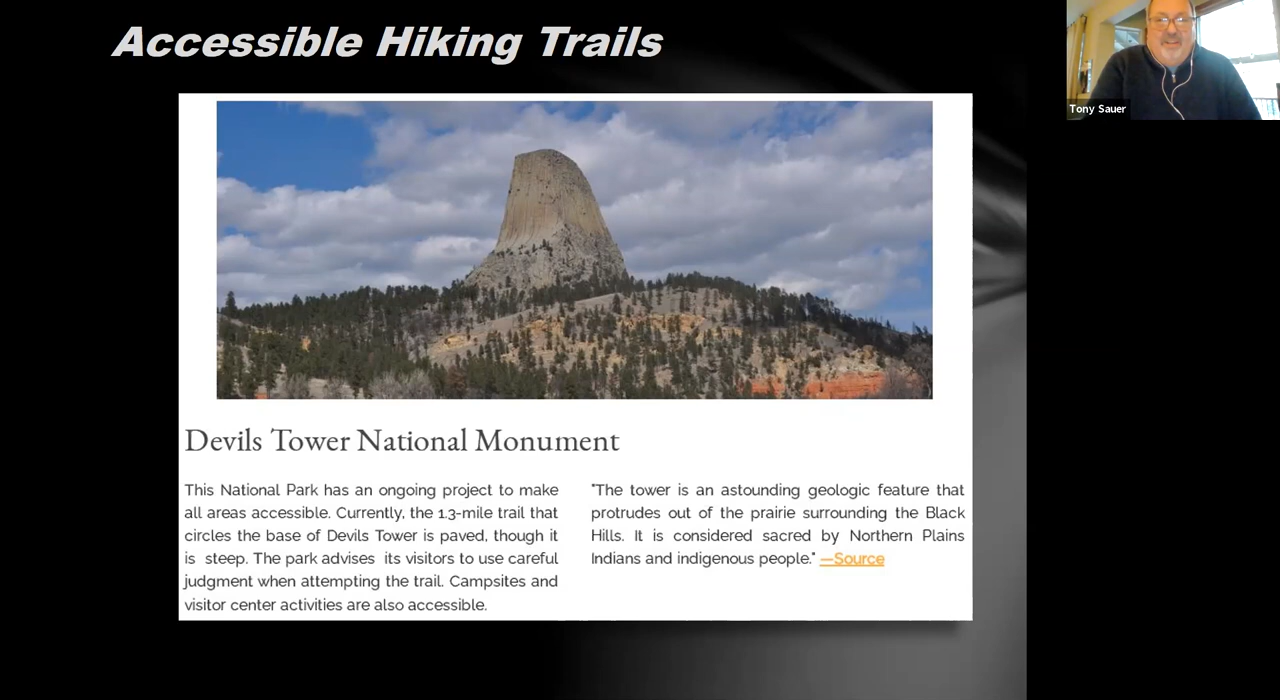 Accessible Hiking Trails
Tony Sauer
Devils Tower National Monument
This National Park has an ongoing project to make
all areas accessible. Currently, the 1.3-mile trail that
circles the base of Devils Tower is paved, though it
is steep. The park advises its visitors to use careful
judgment when attempting the trail. Campsites and
visitor center activities are also accessible.
"The tower is an astounding geologic feature that
protrudes out of the prairie surrounding the Black
Hills. It is considered sacred by Northern Plains
Indians and indigenous people." —Source